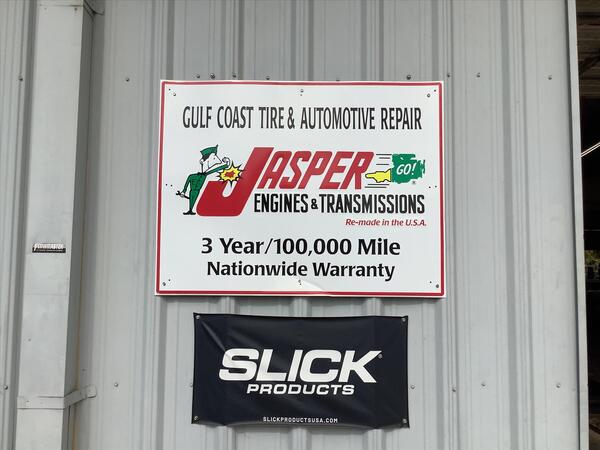 GULF COAST TIRE & AUTOMOTIVE REPAIR
JASPER
GO!
ENGINES & TRANSMISSIONS
Re-made in the U.S.A.
3 Year/100,000 Mile
Nationwide Warranty
SLICK
PRODUCTS
SLICKPRODUCTSUSA.COM